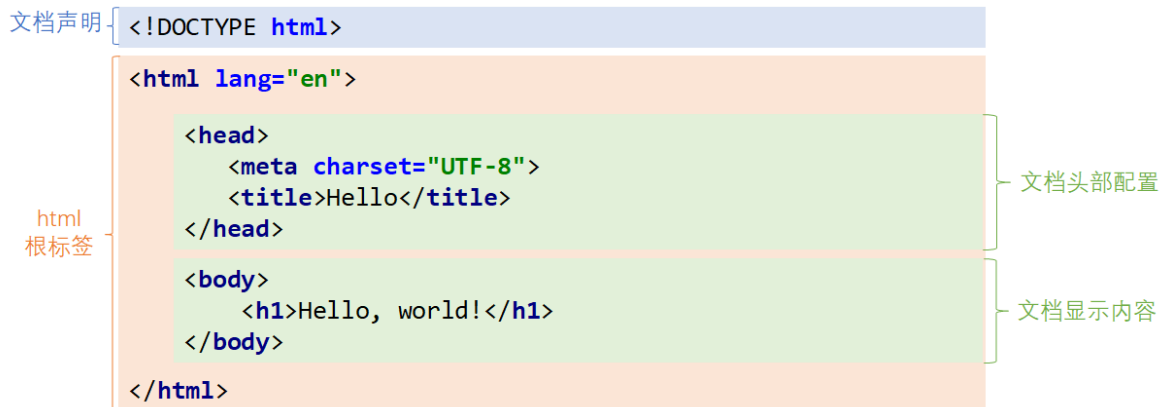 文档声明
<!DOCTYPE html>
<html lang="en">
<head>
<meta charset="UTF-8">
<title>Hello</title>
</head>
文档头部配置
html
根标签
<body>
<h1>Hello, world!</h1>
</body>
文档显示内容
</html>